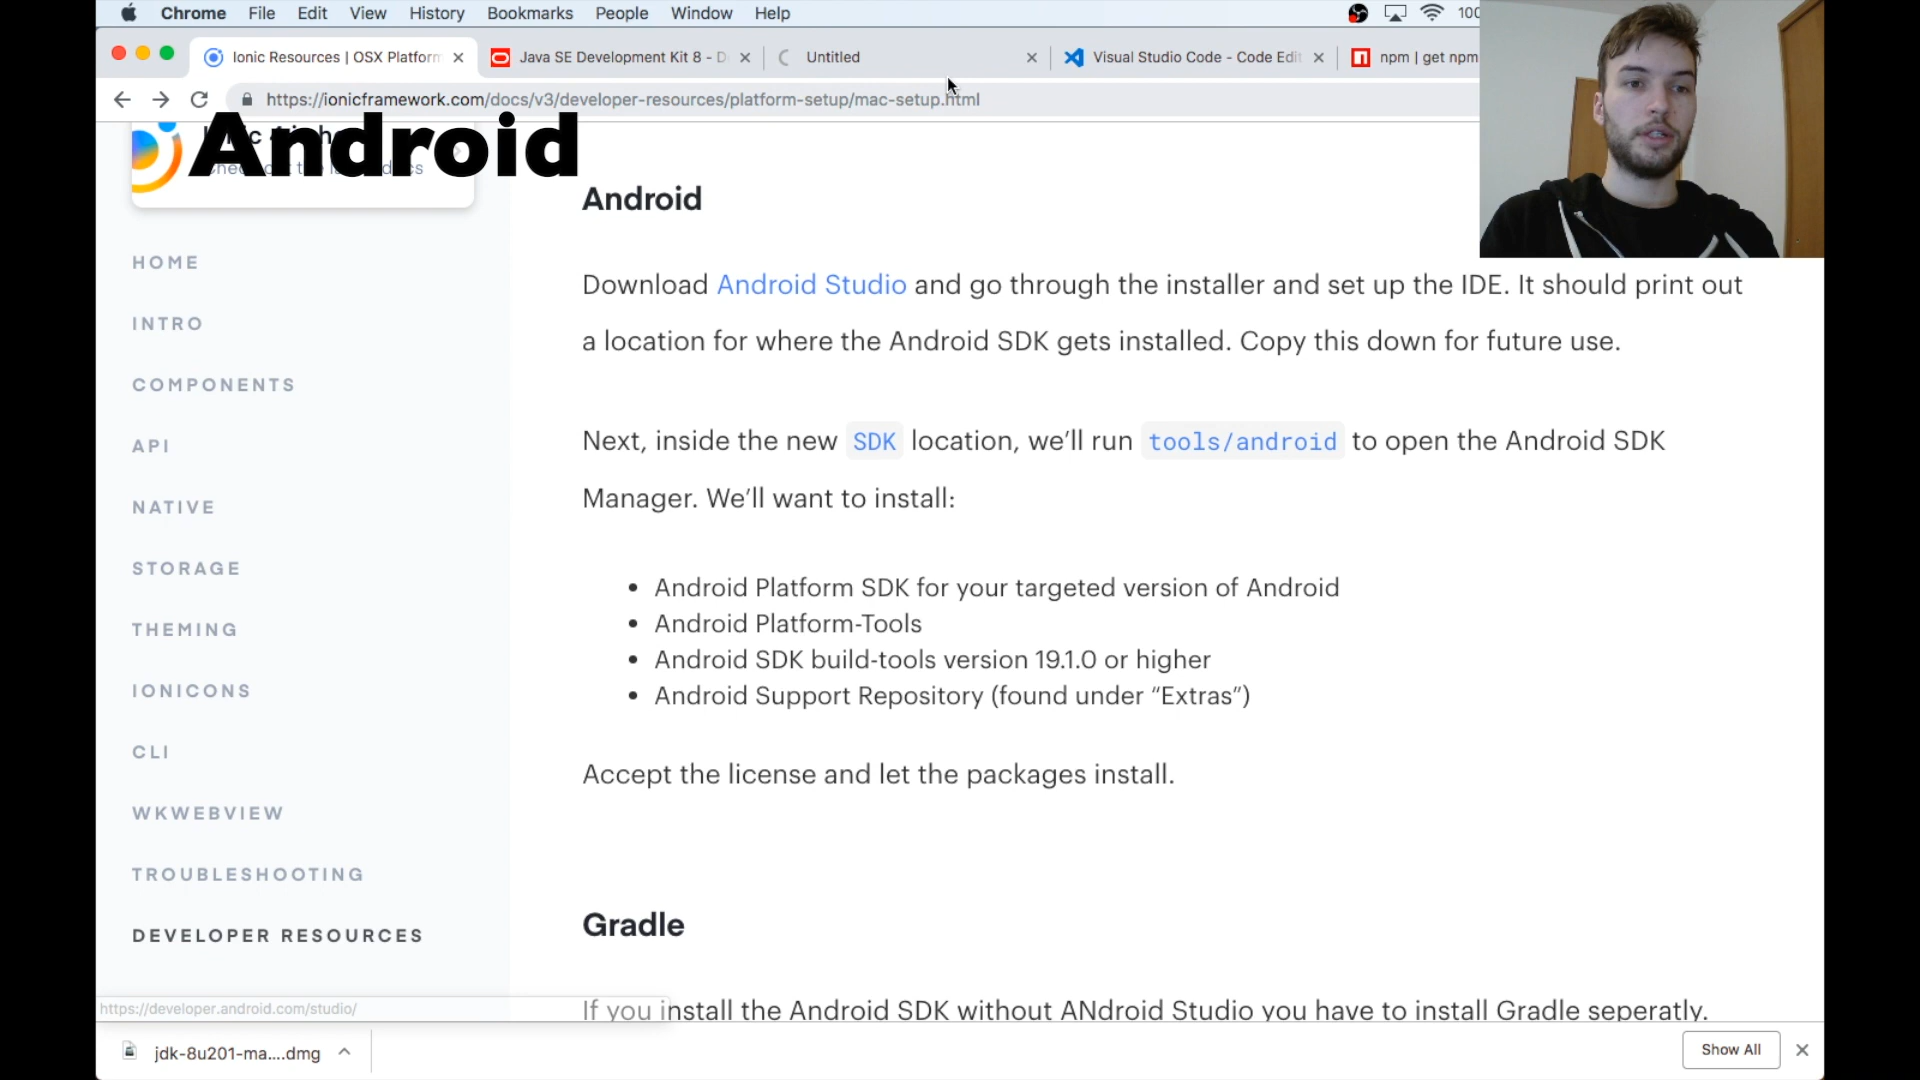 Chrome File Edit View History Bookmarks People Window Help
Ionic Resources | OSX Platform
Java SE Development Kit 8 - D
Untitled
Visual Studio Code - Code Edit
npm | get npm
https://ionicframework.com/docs/v3/developer-resources/platform-setup/mac-setup.html
Android
HOME
INTRO
COMPONENTS
API
NATIVE
STORAGE
THEMING
IONICONS
CLI
WKWEBVIEW
TROUBLESHOOTING
DEVELOPER RESOURCES
Android
Download Android Studio and go through the installer and set up the IDE. It should print out
a location for where the Android SDK gets installed. Copy this down for future use.
Next, inside the new SDK location, we’ll run tools/android to open the Android SDK
Manager. We’ll want to install:
• Android Platform SDK for your targeted version of Android
• Android Platform-Tools
• Android SDK build-tools version 19.1.0 or higher
• Android Support Repository (found under “Extras”)
Accept the license and let the packages install.
Gradle
If you install the Android SDK without ANdroid Studio you have to install Gradle seperatly.
https://developer.android.com/studio/
jdk-8u201-ma....dmg
Show All